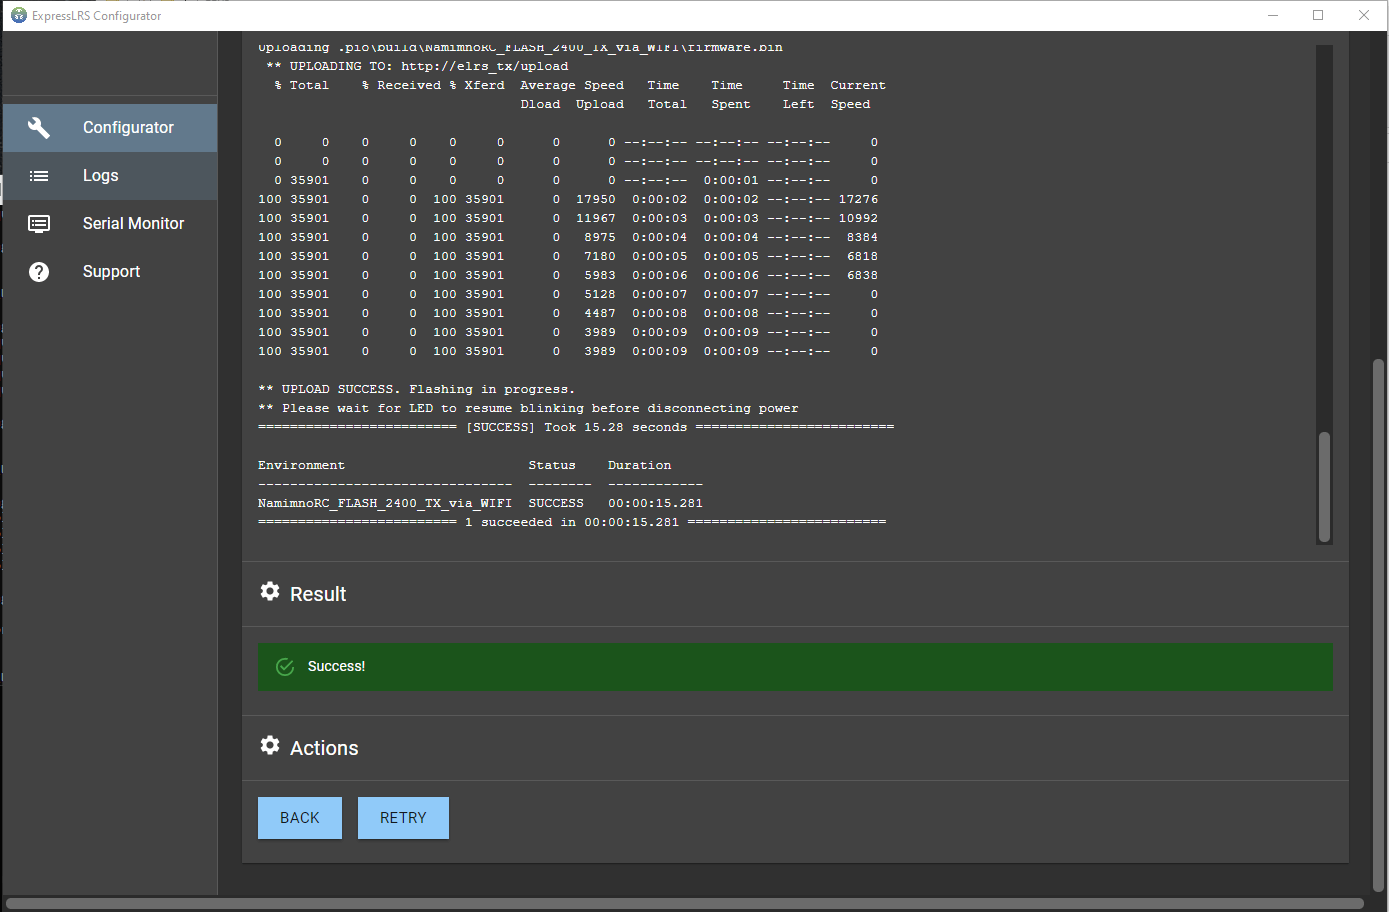 ExpressLRS Configurator
Configurator
Logs
Serial Monitor
Support
Uploading .pio\build\NamimnoRC_FLASH_2400_TX_via_WIFI\firmware.bin
** UPLOADING TO: http://elrs_tx/upload
% Total % Received % Xferd Average Speed Time Time Time Current
Dload Upload Total Spent Left Speed
0 0 0 0 0 0 0 0 --:--:-- --:--:-- --:--:-- 0
0 0 0 0 0 0 0 0 --:--:-- --:--:-- --:--:-- 0
0 35901 0 0 0 0 0 0 --:--:-- 0:00:01 --:--:-- 0
100 35901 0 0 100 35901 0 17950 0:00:02 0:00:02 --:--:-- 17276
100 35901 0 0 100 35901 0 11967 0:00:03 0:00:03 --:--:-- 10992
100 35901 0 0 100 35901 0 8975 0:00:04 0:00:04 --:--:-- 8384
100 35901 0 0 100 35901 0 7180 0:00:05 0:00:05 --:--:-- 6818
100 35901 0 0 100 35901 0 5983 0:00:06 0:00:06 --:--:-- 6838
100 35901 0 0 100 35901 0 5128 0:00:07 0:00:07 --:--:-- 0
100 35901 0 0 100 35901 0 4487 0:00:08 0:00:08 --:--:-- 0
100 35901 0 0 100 35901 0 3989 0:00:09 0:00:09 --:--:-- 0
100 35901 0 0 100 35901 0 3989 0:00:09 0:00:09 --:--:-- 0
** UPLOAD SUCCESS. Flashing in progress.
** Please wait for LED to resume blinking before disconnecting power
========================= [SUCCESS] Took 15.28 seconds =========================
Environment Status Duration
-------------------------------- -------- ------------
NamimnoRC_FLASH_2400_TX_via_WIFI SUCCESS 00:00:15.281
========================= 1 succeeded in 00:00:15.281 =========================
Result
Success!
Actions
BACK RETRY